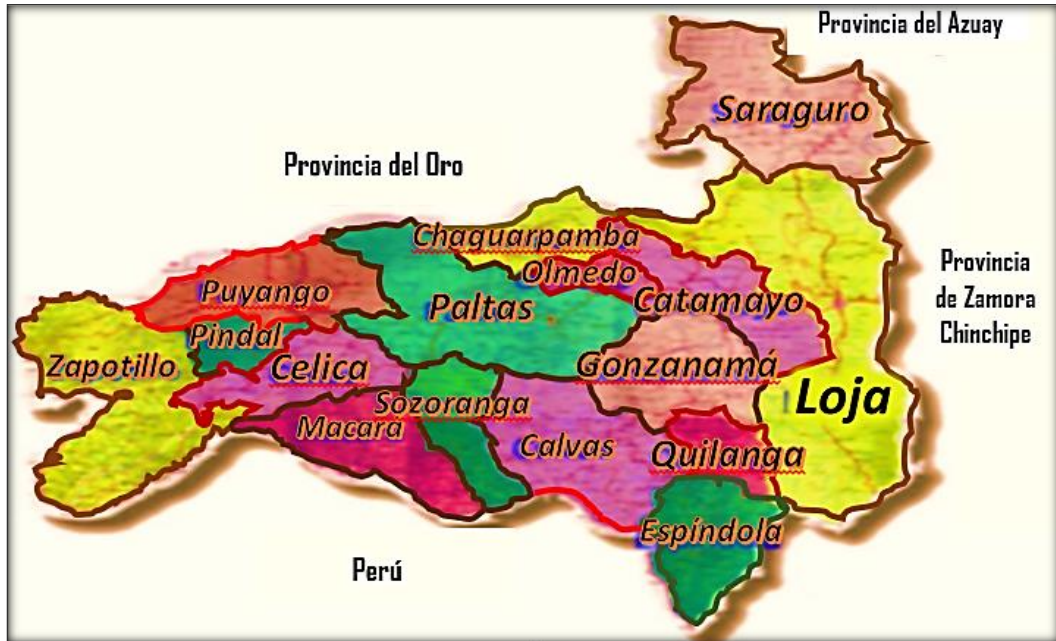 Provincia del Azuay
Saraguro
Provincia del Oro
Chaguarpamba
Olmedo
Puyango
Paltas
Catamayo
Provincia
de Zamora
Chinchipe
Pindal
Zapotillo
Celica
Gonzanamá
Loja
Sozoranga
Macará
Calvas
Quilanga
Espíndola
Perú